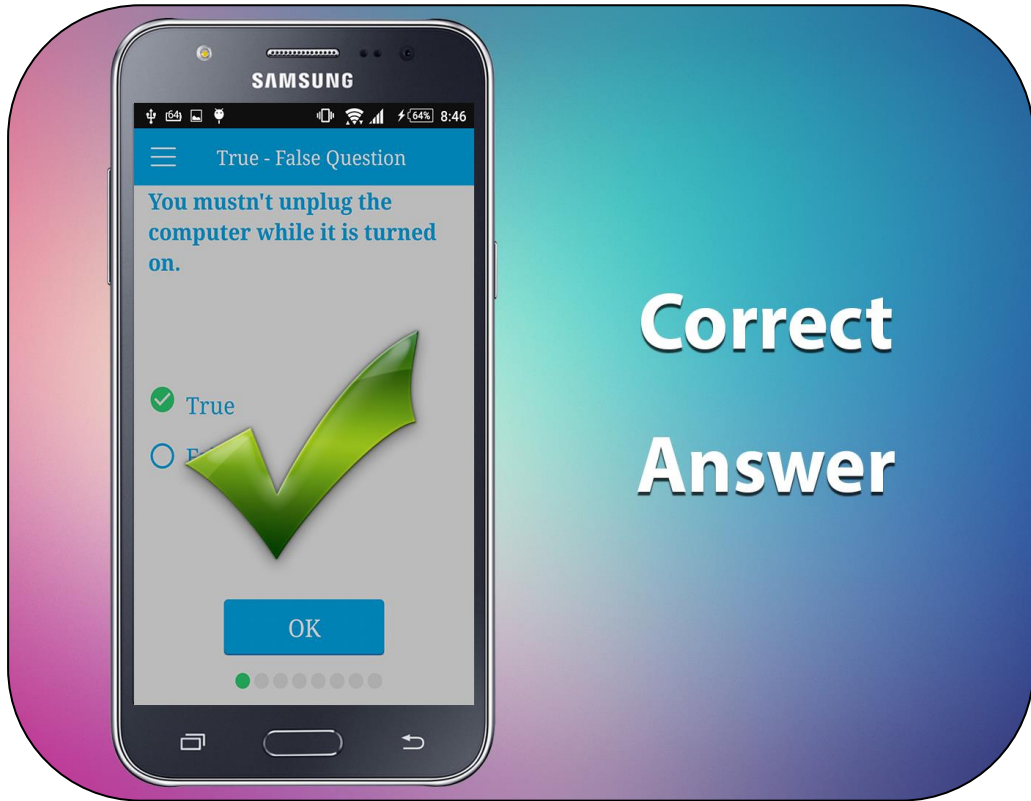 SAMSUNG
64 64% 8:46
True - False Question
You mustn't unplug the
computer while it is turned
on.
True
OK
Correct
Answer